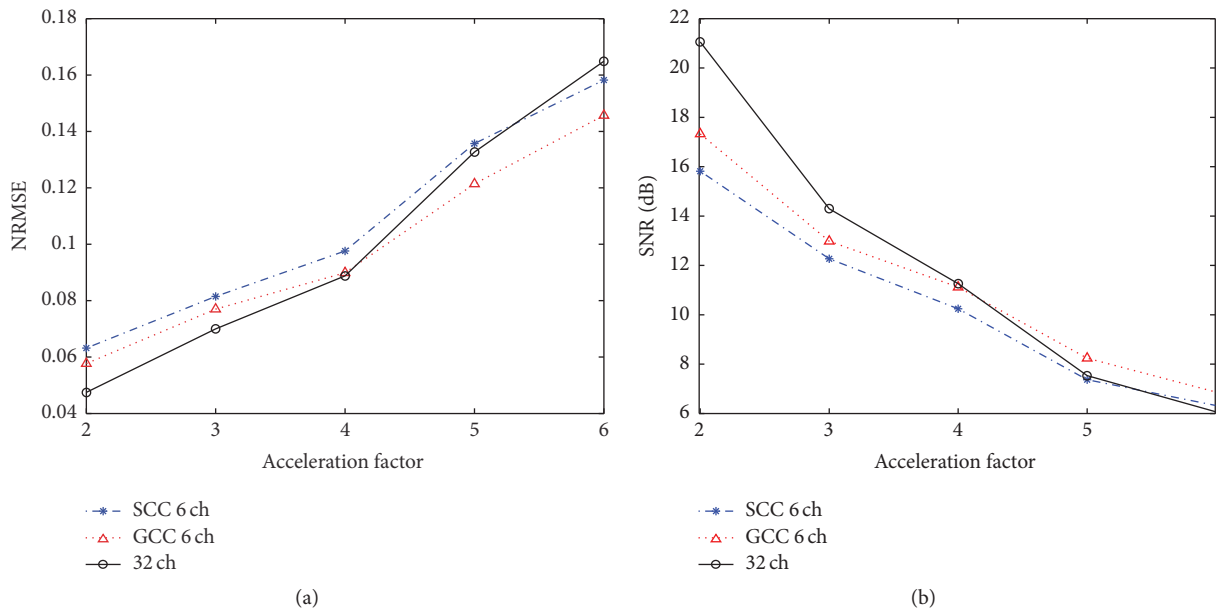 0.18
0.16
0.14
0.12
0.1
0.08
0.06
0.04
NRMSE
2 3 4 5 6
Acceleration factor
SCC 6 ch
GCC 6 ch
32 ch
(a)
22
20
18
16
14
12
10
8
6
SNR (dB)
2 3 4 5
Acceleration factor
SCC 6 ch
GCC 6 ch
32 ch
(b)